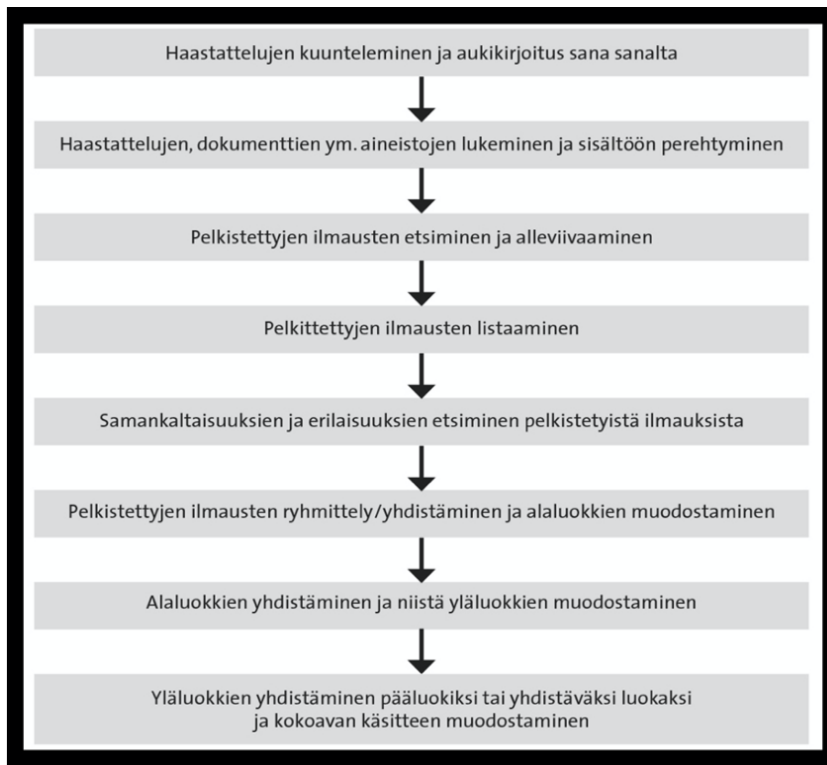 Haastattelujen kuunteleminen ja aukikirjoitus sana sanalta
Haastattelujen, dokumenttien ym. aineistojen lukeminen ja sisältöön perehtyminen
Pelkistettyjen ilmausten etsiminen ja alleviivaaminen
Pelkittettyjen ilmausten listaaminen
Samankaltaisuuksien ja erilaisuuksien etsiminen pelkistetyistä ilmauksista
Pelkistettyjen ilmausten ryhmittely/yhdistäminen ja alaluokkien muodostaminen
Alaluokkien yhdistäminen ja niistä yläluokkien muodostaminen
Yläluokkien yhdistäminen pääluokiksi tai yhdistäväksi luokaksi
ja kokoavan käsitteen muodostaminen